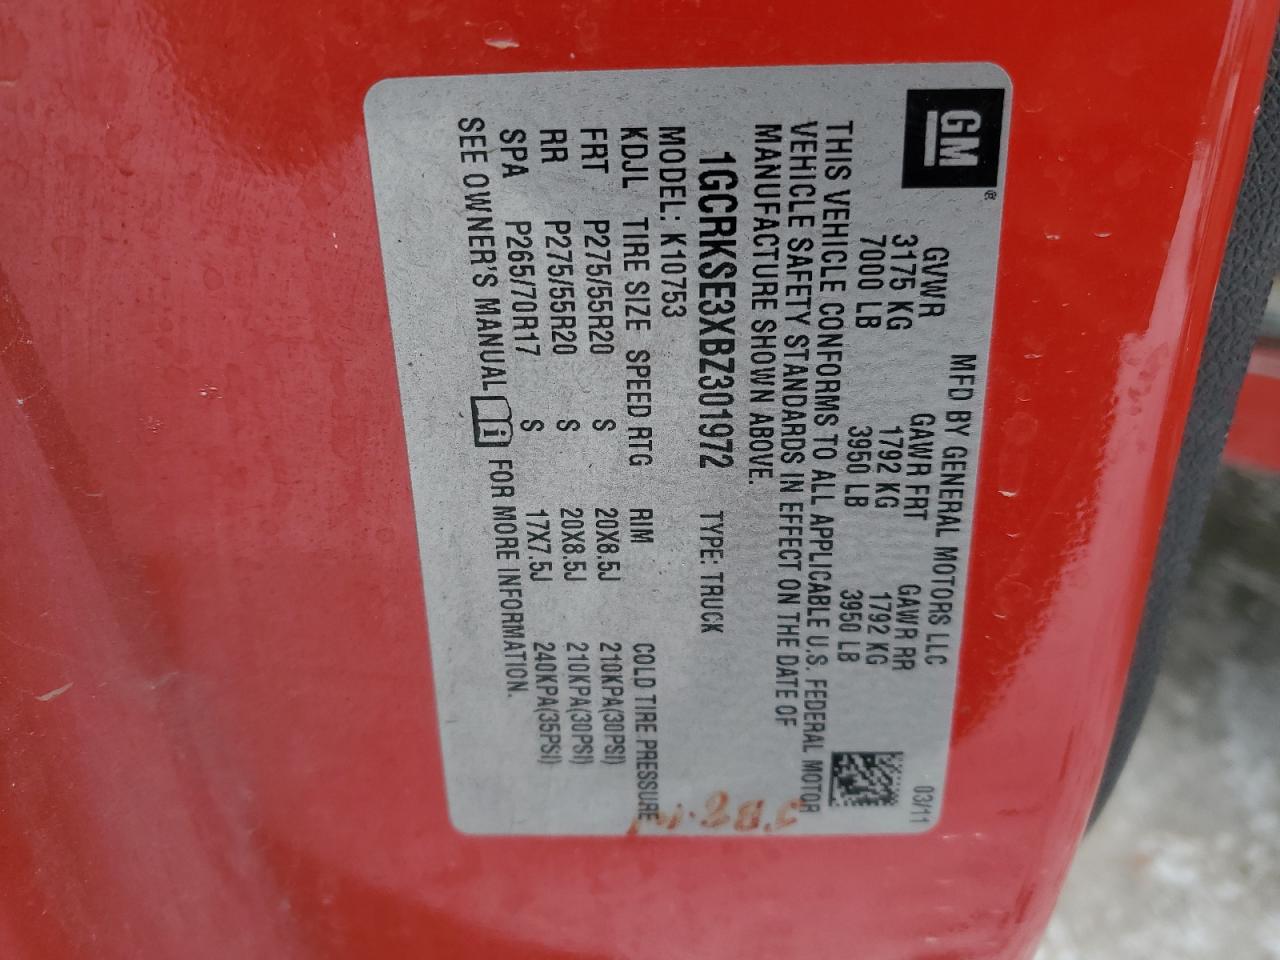 GM ®
MFD BY GENERAL MOTORS LLC 03/11
GVWR GAWR FRT GAWR RR
3175 KG 1792 KG 1792 KG
7000 LB 3950 LB 3950 LB
THIS VEHICLE CONFORMS TO ALL APPLICABLE U.S. FEDERAL MOTOR
VEHICLE SAFETY STANDARDS IN EFFECT ON THE DATE OF
MANUFACTURE SHOWN ABOVE.
1GCRKSE3XBZ301972 TYPE: TRUCK
MODEL: K10753
KDJL TIRE SIZE SPEED RTG RIM COLD TIRE PRESSURE
FRT P275/55R20 S 20X8.5J 210KPA(30PSI)
RR P275/55R20 S 20X8.5J 210KPA(30PSI)
SPA P265/70R17 S 17X7.5J 240KPA(35PSI)
SEE OWNER'S MANUAL i FOR MORE INFORMATION.